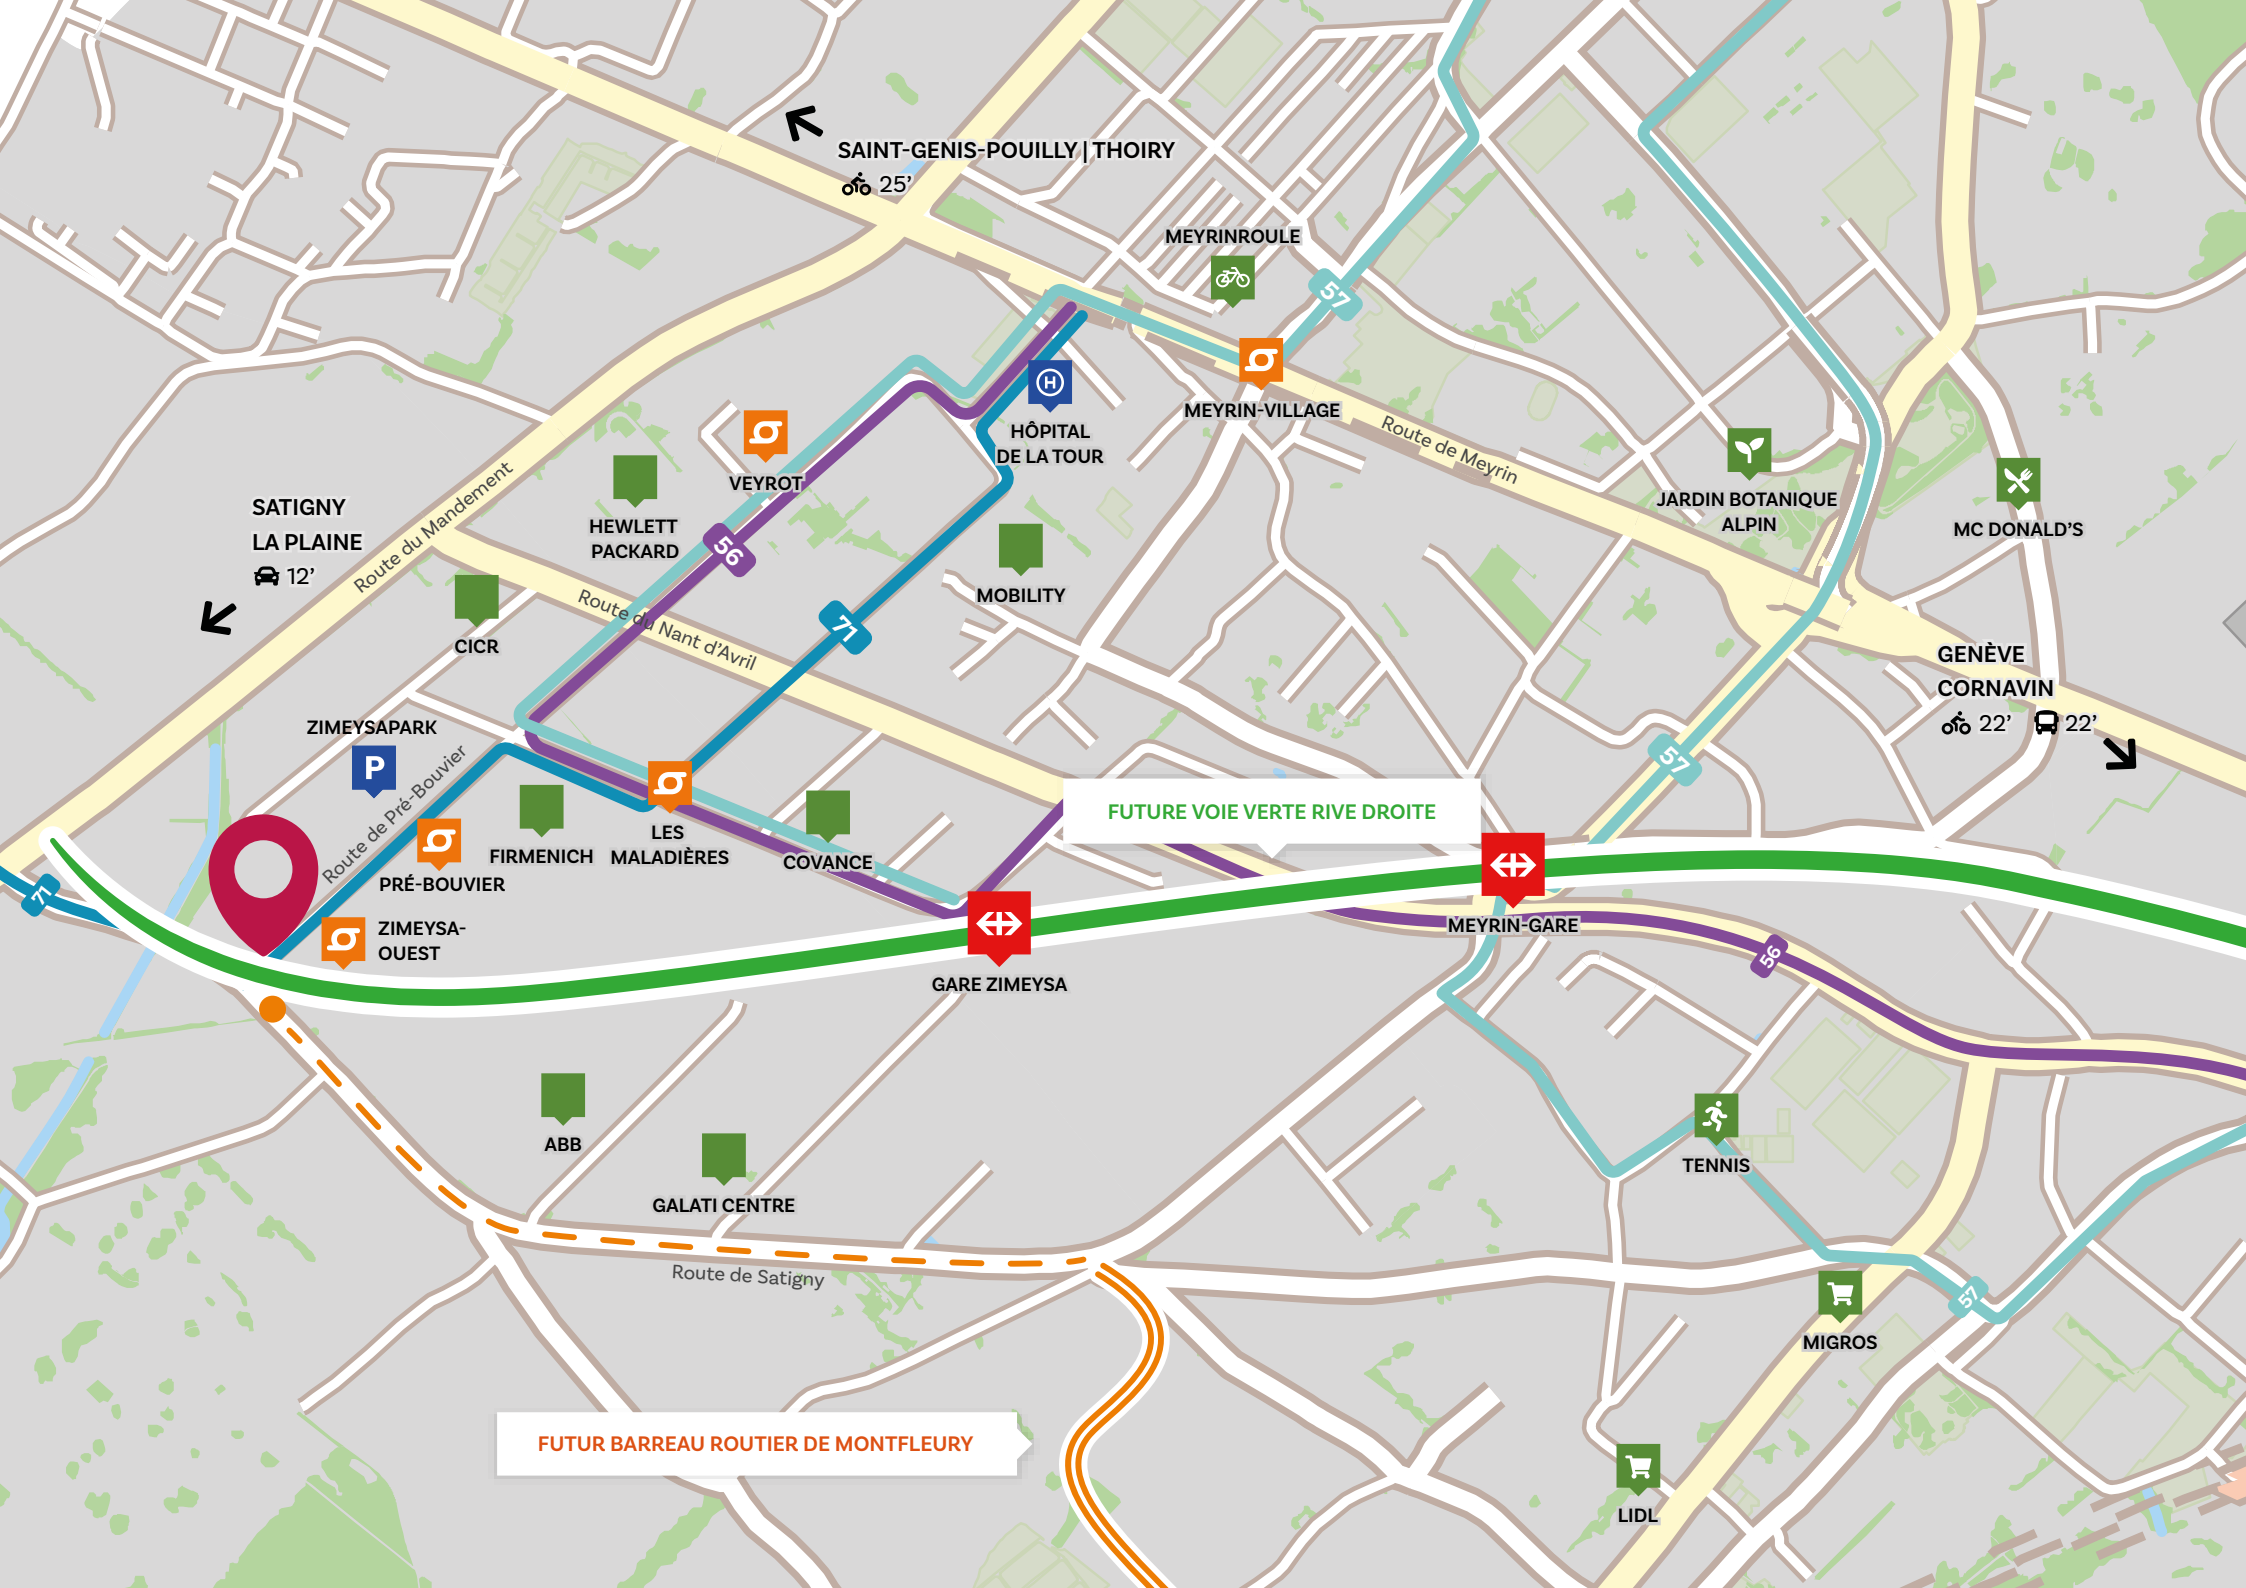 SAINT-GENIS-POUILLY | THOIRY
25'
MEYRINROULE
57
MEYRIN-VILLAGE
Route de Meyrin
H
HÔPITAL
DE LA TOUR
VEYROT
HEWLETT
PACKARD
56
71
MOBILITY
JARDIN BOTANIQUE
ALPIN
MC DONALD'S
SATIGNY
LA PLAINE
12'
Route du Mandement
CICR
Route du Nant d'Avril
GENÈVE
CORNAVIN
22' 22'
57
ZIMEYSAPARK
P
Route de Pré-Bouvier
FIRMENICH
LES
MALADIÈRES
COVANCE
PRÉ-BOUVIER
71
ZIMEYSA-
OUEST
FUTURE VOIE VERTE RIVE DROITE
GARE ZIMEYSA
MEYRIN-GARE
56
ABB
GALATI CENTRE
TENNIS
Route de Satigny
57
MIGROS
FUTUR BARREAU ROUTIER DE MONTFLEURY
LIDL